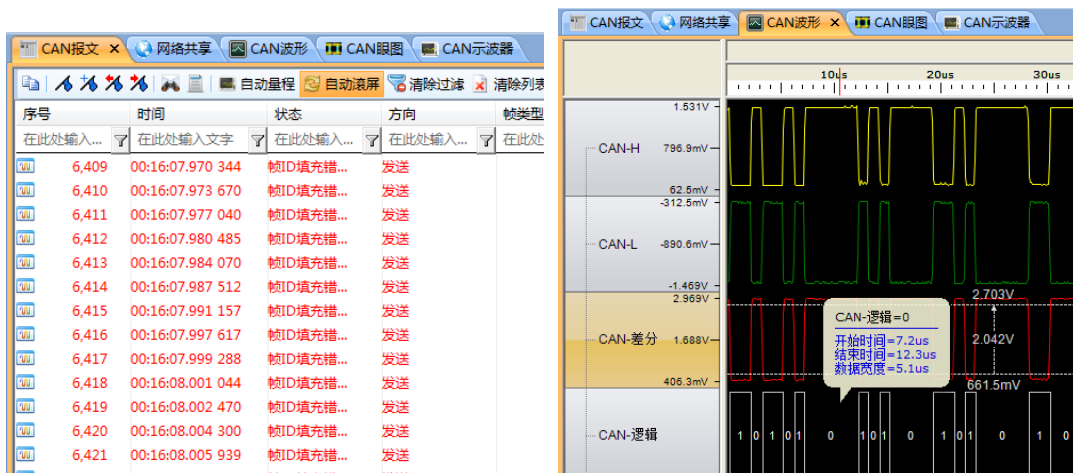 CAN报文 × 网络共享 CAN波形 CAN眼图 CAN示波器
自动量程 自动滚屏 清除过滤 清除列表
序号 时间 状态 方向 帧类型
在此处输入... 在此处输入文字 在此处输入... 在此处输入... 在此处
6,409 00:16:07.970 344 帧ID填充错... 发送
6,410 00:16:07.973 670 帧ID填充错... 发送
6,411 00:16:07.977 040 帧ID填充错... 发送
6,412 00:16:07.980 485 帧ID填充错... 发送
6,413 00:16:07.984 070 帧ID填充错... 发送
6,414 00:16:07.987 512 帧ID填充错... 发送
6,415 00:16:07.991 157 帧ID填充错... 发送
6,416 00:16:07.997 617 帧ID填充错... 发送
6,417 00:16:07.999 288 帧ID填充错... 发送
6,418 00:16:08.001 044 帧ID填充错... 发送
6,419 00:16:08.002 470 帧ID填充错... 发送
6,420 00:16:08.004 300 帧ID填充错... 发送
6,421 00:16:08.005 939 帧ID填充错... 发送
CAN报文 网络共享 CAN波形 × CAN眼图 CAN示波器
10us 20us 30us
1.531V
CAN-H 796.9mV
62.5mV
-312.5mV
CAN-L -890.6mV
-1.469V
2.969V
2.703V
CAN-逻辑=0
CAN-差分 1.688V
开始时间=7.2us
2.042V
结束时间=12.3us
数据宽度=5.1us
406.3mV
661.5mV
CAN-逻辑 1 0 1 0 1 0 1 0 1 0 1 0 1 0 1 0